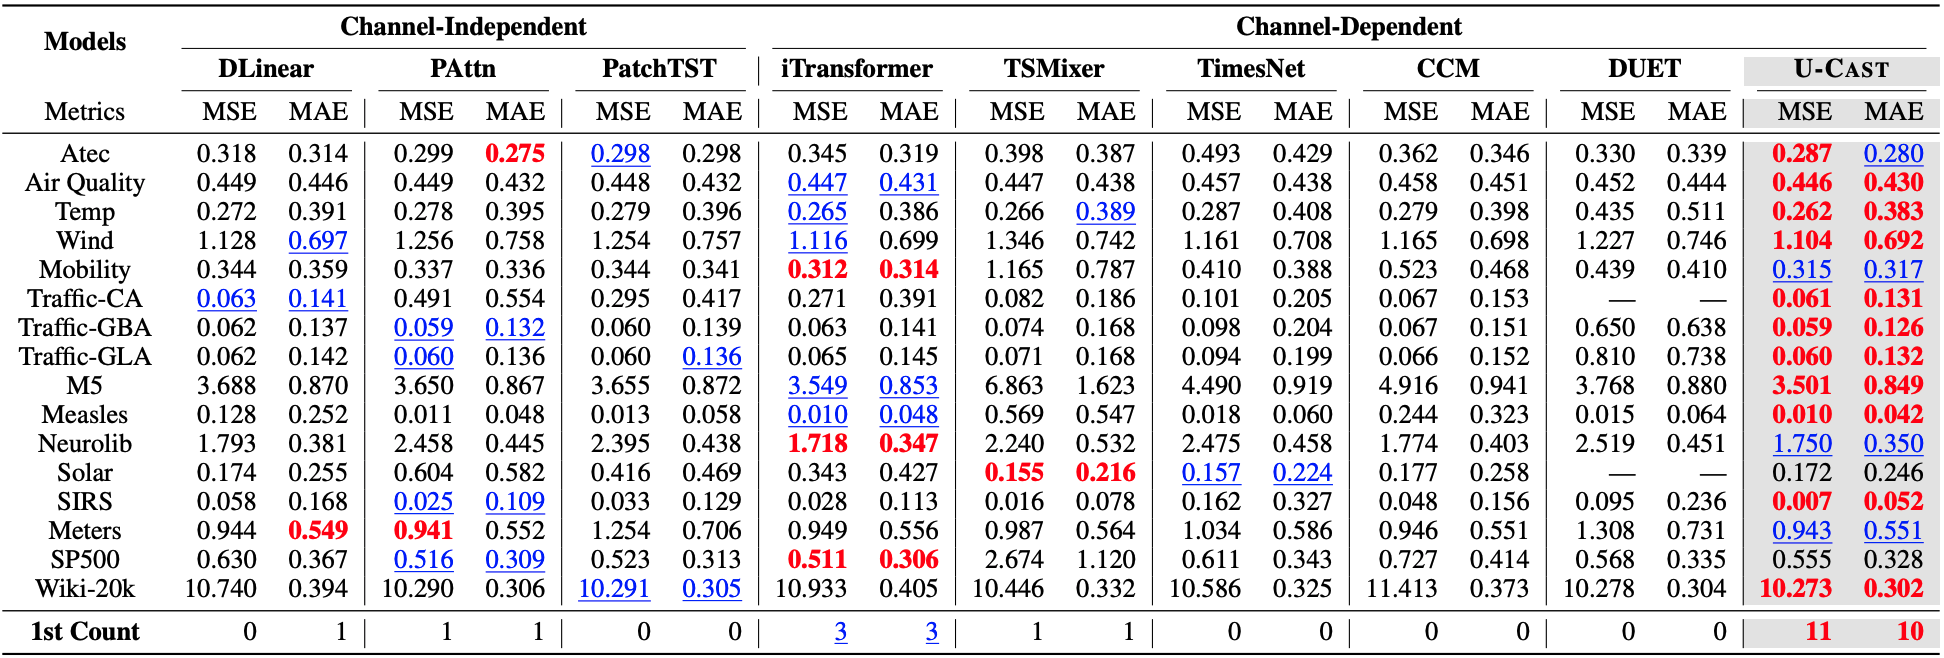 Models Channel-Independent Channel-Dependent
DLinear PAttn PatchTST iTransformer TSMixer TimesNet CCM DUET U-CAST
Metrics MSE MAE MSE MAE MSE MAE MSE MAE MSE MAE MSE MAE MSE MAE MSE MAE MSE MAE
Atec 0.318 0.314 0.299 0.275 0.298 0.298 0.345 0.319 0.398 0.387 0.493 0.429 0.362 0.346 0.330 0.339 0.287 0.280
Air Quality 0.449 0.446 0.449 0.432 0.448 0.432 0.447 0.431 0.447 0.438 0.457 0.438 0.458 0.451 0.452 0.444 0.446 0.430
Temp 0.272 0.391 0.278 0.395 0.279 0.396 0.265 0.386 0.266 0.389 0.287 0.408 0.279 0.398 0.435 0.511 0.262 0.383
Wind 1.128 0.697 1.256 0.758 1.254 0.757 1.116 0.699 1.346 0.742 1.161 0.708 1.165 0.698 1.227 0.746 1.104 0.692
Mobility 0.344 0.359 0.337 0.336 0.344 0.341 0.312 0.314 1.165 0.787 0.410 0.388 0.523 0.468 0.439 0.410 0.315 0.317
Traffic-CA 0.063 0.141 0.491 0.554 0.295 0.417 0.271 0.391 0.082 0.186 0.101 0.205 0.067 0.153 — — 0.061 0.131
Traffic-GBA 0.062 0.137 0.059 0.132 0.060 0.139 0.063 0.141 0.074 0.168 0.098 0.204 0.067 0.151 0.650 0.638 0.059 0.126
Traffic-GLA 0.062 0.142 0.060 0.136 0.060 0.136 0.065 0.145 0.071 0.168 0.094 0.199 0.066 0.152 0.810 0.738 0.060 0.132
M5 3.688 0.870 3.650 0.867 3.655 0.872 3.549 0.853 6.863 1.623 4.490 0.919 4.916 0.941 3.768 0.880 3.501 0.849
Measles 0.128 0.252 0.011 0.048 0.013 0.058 0.010 0.048 0.569 0.547 0.018 0.060 0.244 0.323 0.015 0.064 0.010 0.042
Neurolib 1.793 0.381 2.458 0.445 2.395 0.438 1.718 0.347 2.240 0.532 2.475 0.458 1.774 0.403 2.519 0.451 1.750 0.350
Solar 0.174 0.255 0.604 0.582 0.416 0.469 0.343 0.427 0.155 0.216 0.157 0.224 0.177 0.258 — — 0.172 0.246
SIRS 0.058 0.168 0.025 0.109 0.033 0.129 0.028 0.113 0.016 0.078 0.162 0.327 0.048 0.156 0.095 0.236 0.007 0.052
Meters 0.944 0.549 0.941 0.552 1.254 0.706 0.949 0.556 0.987 0.564 1.034 0.586 0.946 0.551 1.308 0.731 0.943 0.551
SP500 0.630 0.367 0.516 0.309 0.523 0.313 0.511 0.306 2.674 1.120 0.611 0.343 0.727 0.414 0.568 0.335 0.555 0.328
Wiki-20k 10.740 0.394 10.290 0.306 10.291 0.305 10.933 0.405 10.446 0.332 10.586 0.325 11.413 0.373 10.278 0.304 10.273 0.302
1st Count 0 1 1 1 0 0 3 3 1 1 0 0 0 0 0 0 11 10